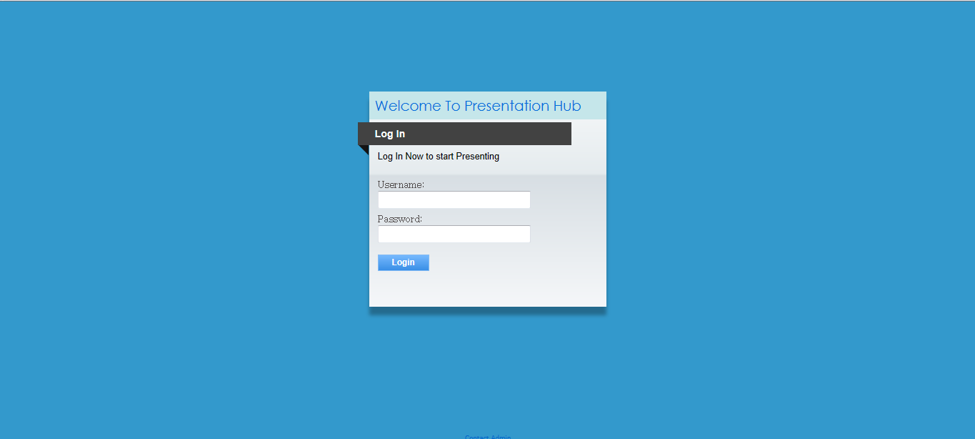 Welcome To Presentation Hub
Log In
Log In Now to start Presenting
Username:
Password:
Login
Contact Admin